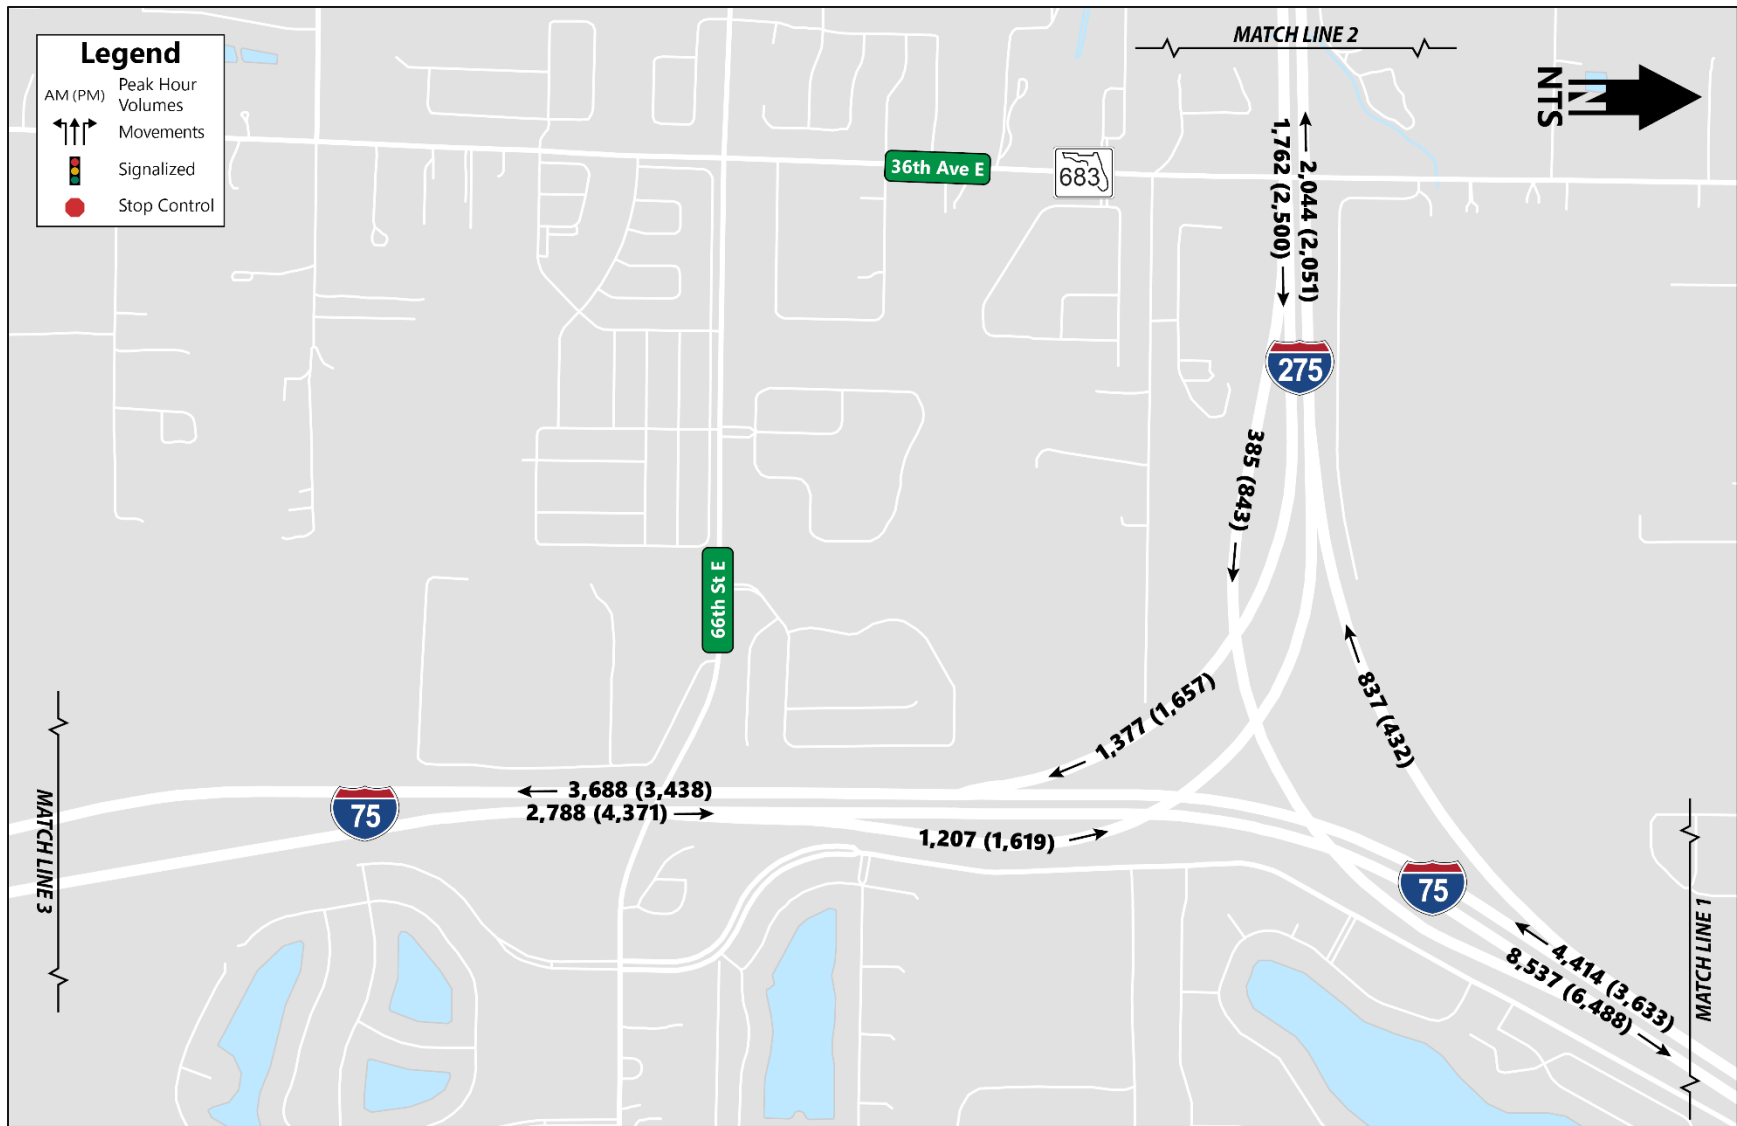 Legend
AM (PM)
Peak Hour
Volumes
Movements
Signalized
Stop Control
MATCH LINE 2
N
NTS
36th Ave E
683
1,762 (2,500)
2,044 (2,051)
275
385 (843)
66th St E
1,377 (1,657)
837 (432)
3,688 (3,438)
2,788 (4,371)
75
1,207 (1,619)
MATCH LINE 3
75
4,414 (3,633)
8,537 (6,488)
MATCH LINE 1